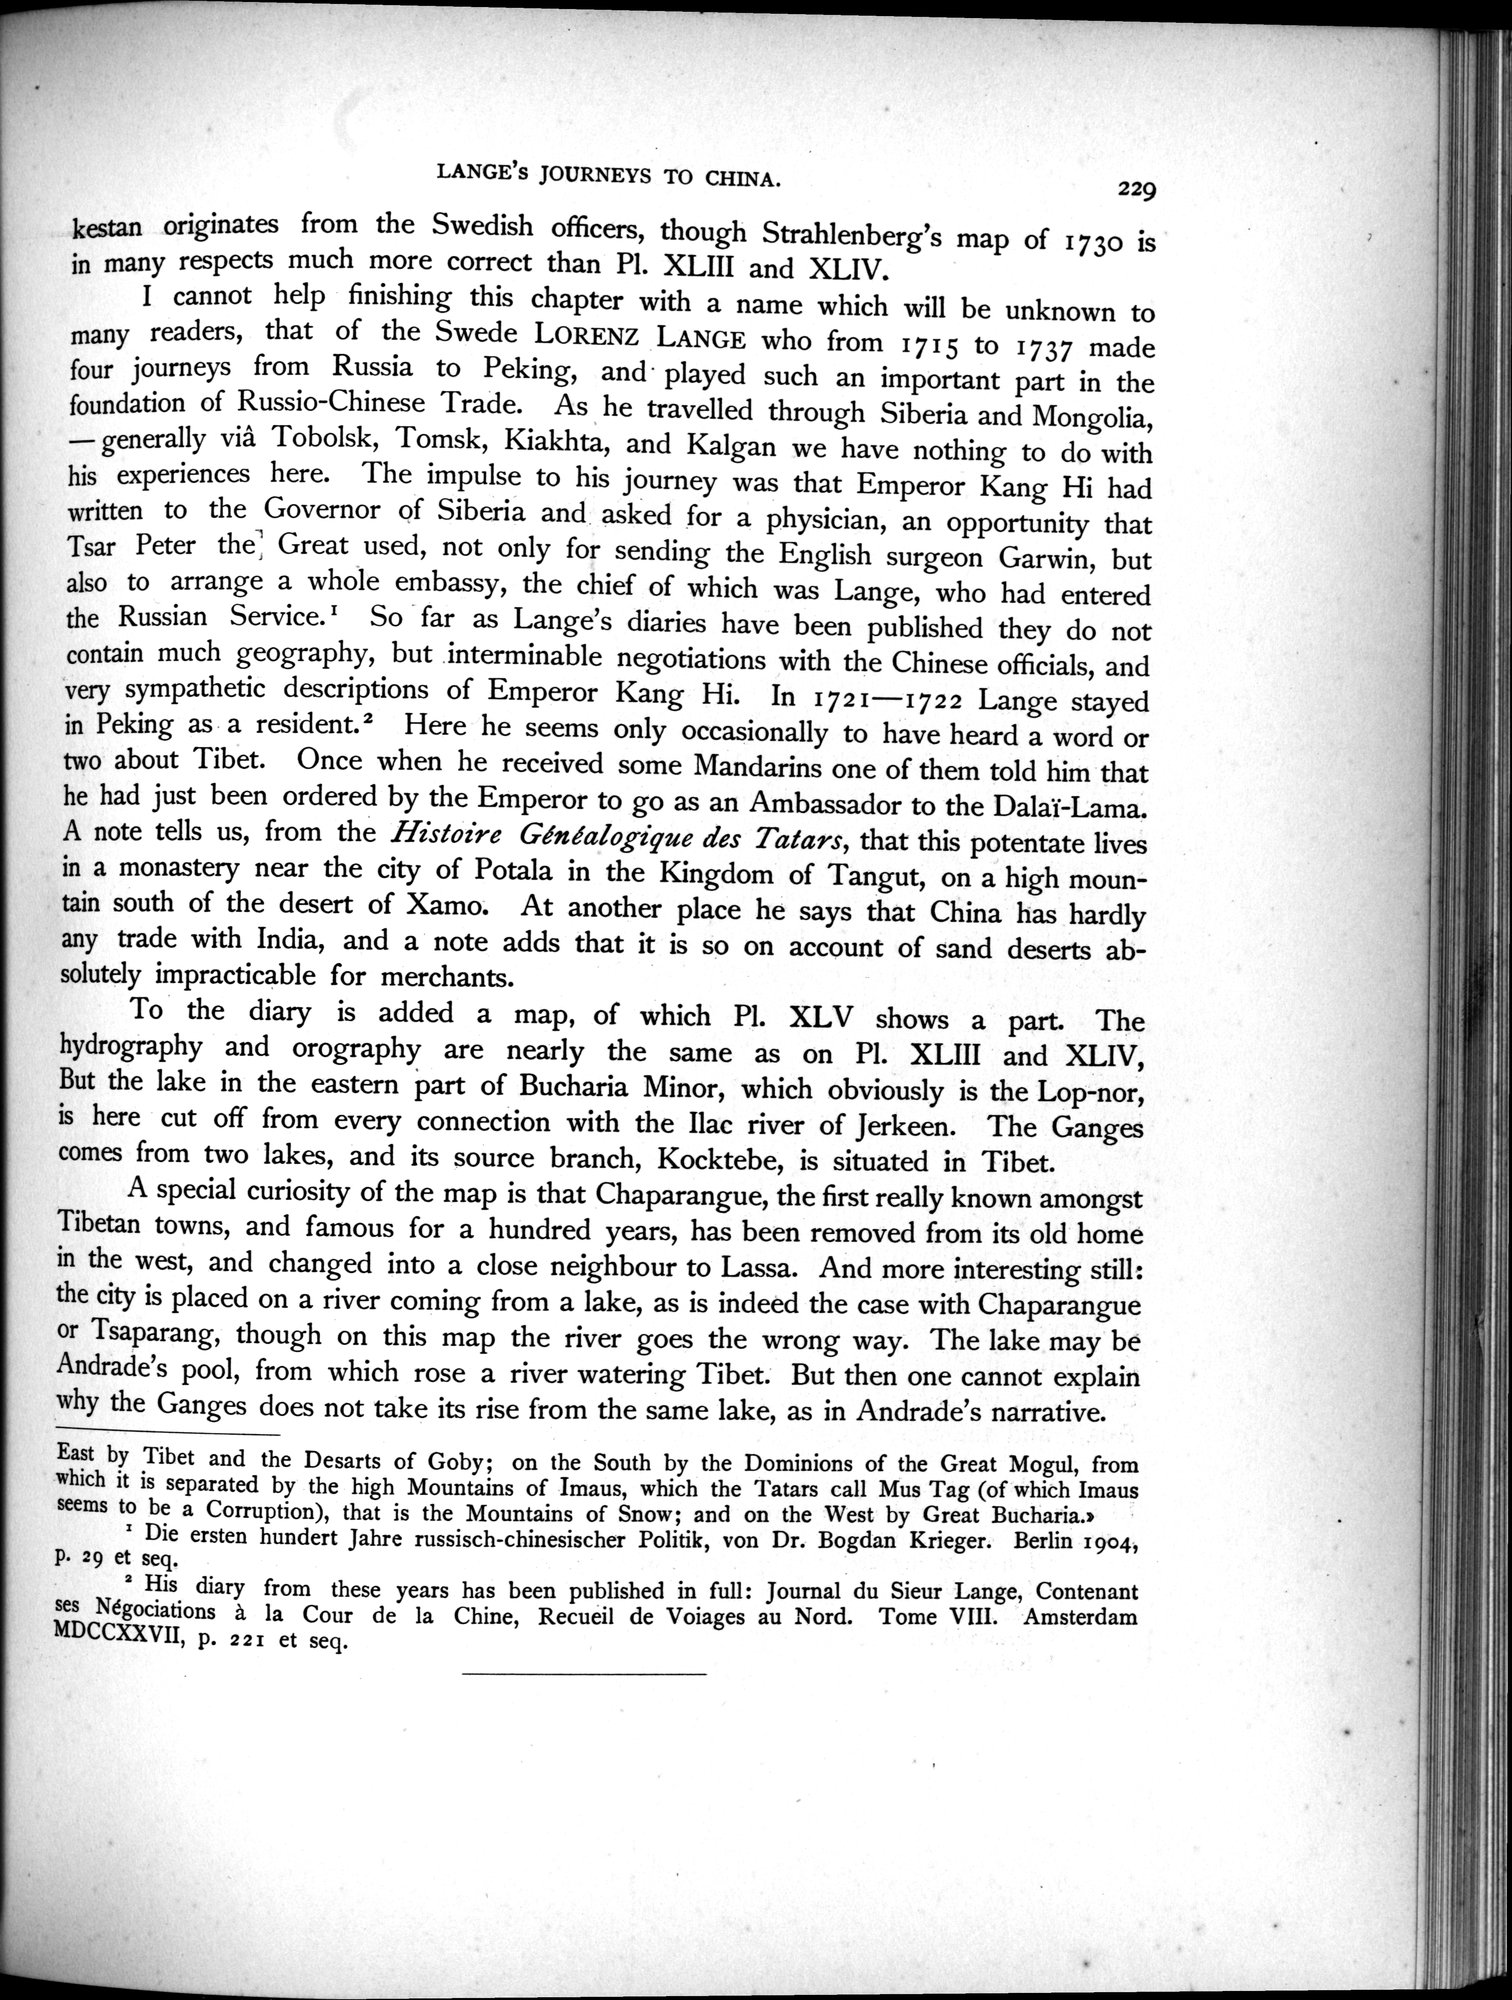 LANGE'S JOURNEYS TO CHINA.
229
kestan originates from the Swedish officers, though Strahlenberg's map of 1730 is
in many respects much more correct than Pl. XLIII and XLIV.
I cannot help finishing this chapter with a name which will be unknown to
many readers, that of the Swede LORENZ LANGE who from 1715 to 1737 made
four journeys from Russia to Peking, and played such an important part in the
foundation of Russio-Chinese Trade. As he travelled through Siberia and Mongolia,
— generally viâ Tobolsk, Tomsk, Kiakhta, and Kalgan we have nothing to do with
his experiences here. The impulse to his journey was that Emperor Kang Hi had
written to the Governor of Siberia and asked for a physician, an opportunity that
Tsar Peter the Great used, not only for sending the English surgeon Garwin, but
also to arrange a whole embassy, the chief of which was Lange, who had entered
the Russian Service.¹ So far as Lange's diaries have been published they do not
contain much geography, but interminable negotiations with the Chinese officials, and
very sympathetic descriptions of Emperor Kang Hi. In 1721—1722 Lange stayed
in Peking as a resident.² Here he seems only occasionally to have heard a word or
two about Tibet. Once when he received some Mandarins one of them told him that
he had just been ordered by the Emperor to go as an Ambassador to the Dalaï-Lama.
A note tells us, from the Histoire Généalogique des Tatars, that this potentate lives
in a monastery near the city of Potala in the Kingdom of Tangut, on a high moun-
tain south of the desert of Xamo. At another place he says that China has hardly
any trade with India, and a note adds that it is so on account of sand deserts ab-
solutely impracticable for merchants.
To the diary is added a map, of which Pl. XLV shows a part. The
hydrography and orography are nearly the same as on Pl. XLIII and XLIV,
But the lake in the eastern part of Bucharia Minor, which obviously is the Lop-nor,
is here cut off from every connection with the Ilac river of Jerkeen. The Ganges
comes from two lakes, and its source branch, Kocktebe, is situated in Tibet.
A special curiosity of the map is that Chaparangue, the first really known amongst
Tibetan towns, and famous for a hundred years, has been removed from its old home
in the west, and changed into a close neighbour to Lassa. And more interesting still:
the city is placed on a river coming from a lake, as is indeed the case with Chaparangue
or Tsaparang, though on this map the river goes the wrong way. The lake may be
Andrade's pool, from which rose a river watering Tibet. But then one cannot explain
why the Ganges does not take its rise from the same lake, as in Andrade's narrative.
East by Tibet and the Desarts of Goby; on the South by the Dominions of the Great Mogul, from
which it is separated by the high Mountains of Imaus, which the Tatars call Mus Tag (of which Imaus
seems to be a Corruption), that is the Mountains of Snow; and on the West by Great Bucharia.»
¹ Die ersten hundert Jahre russisch-chinesischer Politik, von Dr. Bogdan Krieger. Berlin 1904,
p. 29 et seq.
² His diary from these years has been published in full: Journal du Sieur Lange, Contenant
ses Négociations à la Cour de la Chine, Recueil de Voiages au Nord. Tome VIII. Amsterdam
MDCCXXVII, p. 221 et seq.